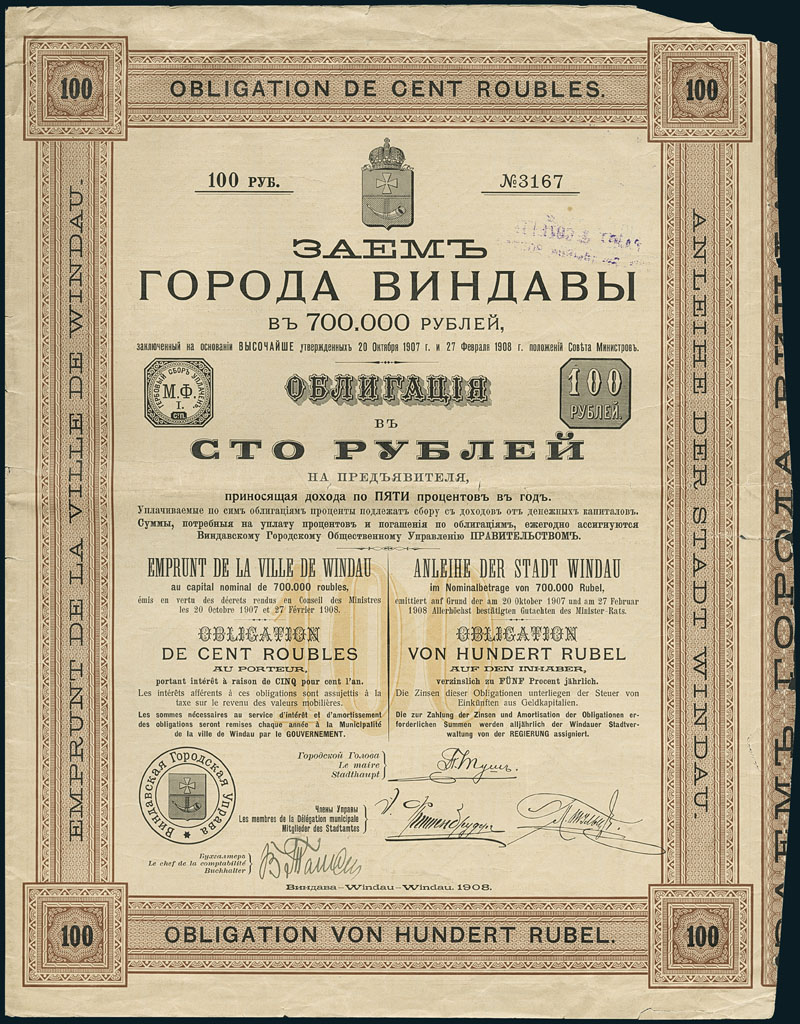 100
OBLIGATION DE CENT ROUBLES.
100
100 РУБ.
№3167
ЗАЕМЪ
ГОРОДА ВИНДАВЫ
ВЪ 700.000 РУБЛЕЙ,
заключенный на основаніи ВЫСОЧАЙШЕ утвержденныхъ 20 Октября 1907 г. и 27 Февраля 1908 г. положеній Совѣта Министровъ.
ГЕРБОВЫЙ СБОРЪ УПЛАЧЕНЪ
М.Ф.
I.
СП.
ОБЛИГАЦІЯ
100
РУБЛЕЙ.
ВЪ
СТО РУБЛЕЙ
НА ПРЕДЪЯВИТЕЛЯ,
приносящая дохода по ПЯТИ процентовъ въ годъ.
Уплачиваемые по симъ облигаціямъ проценты подлежатъ сбору съ доходовъ отъ денежныхъ капиталовъ.
Суммы, потребныя на уплату процентовъ и погашенія по облигаціямъ, ежегодно ассигнуются
Виндавскому Городскому Общественному Управленію ПРАВИТЕЛЬСТВОМЪ.
EMPRUNT DE LA VILLE DE WINDAU
au capital nominal de 700.000 roubles,
émis en vertu des décrets rendus en Conseil des Ministres
les 20 Octobre 1907 et 27 Février 1908.
OBLIGATION
DE CENT ROUBLES
AU PORTEUR,
portant intérêt à raison de CINQ pour cent l'an.
Les intérêts afférents à ces obligations sont assujettis à la
taxe sur le revenu des valeurs mobilières.
Les sommes nécessaires au service d'intérêt et d'amortissement
des obligations seront remises chaque année à la Municipalité
de la ville de Windau par le GOUVERNEMENT.
ANLEIHE DER STADT WINDAU
im Nominalbetrage von 700.000 Rubel,
emittiert auf Grund der am 20 Oktober 1907 und am 27 Februar
1908 Allerhöchst bestätigten Gutachten des Minister-Rats.
OBLIGATION
VON HUNDERT RUBEL
AUF DEN INHABER,
verzinslich zu FÜNF Procent jährlich.
Die Zinsen dieser Obligationen unterliegen der Steuer von
Einkünften aus Geldkapitalien.
Die zur Zahlung der Zinsen und Amortisation der Obligationen er-
forderlichen Summen werden alljährlich der Windauer Stadtver-
waltung von der REGIERUNG assigniert.
100
Городской Голова
Le maire
Stadthaupt
Виндавская Городская Управа
Члены Управы
Les membres de la Délégation municipale
Mitglieder des Stadtamtes
Бухгалтеръ
Le chef de la comptabilité
Buchhalter
Виндава—Windau—Windau. 1908.
EMPRUNT DE LA VILLE DE WINDAU.
ANLEIHE DER STADT WINDAU.
100
OBLIGATION VON HUNDERT RUBEL.
100